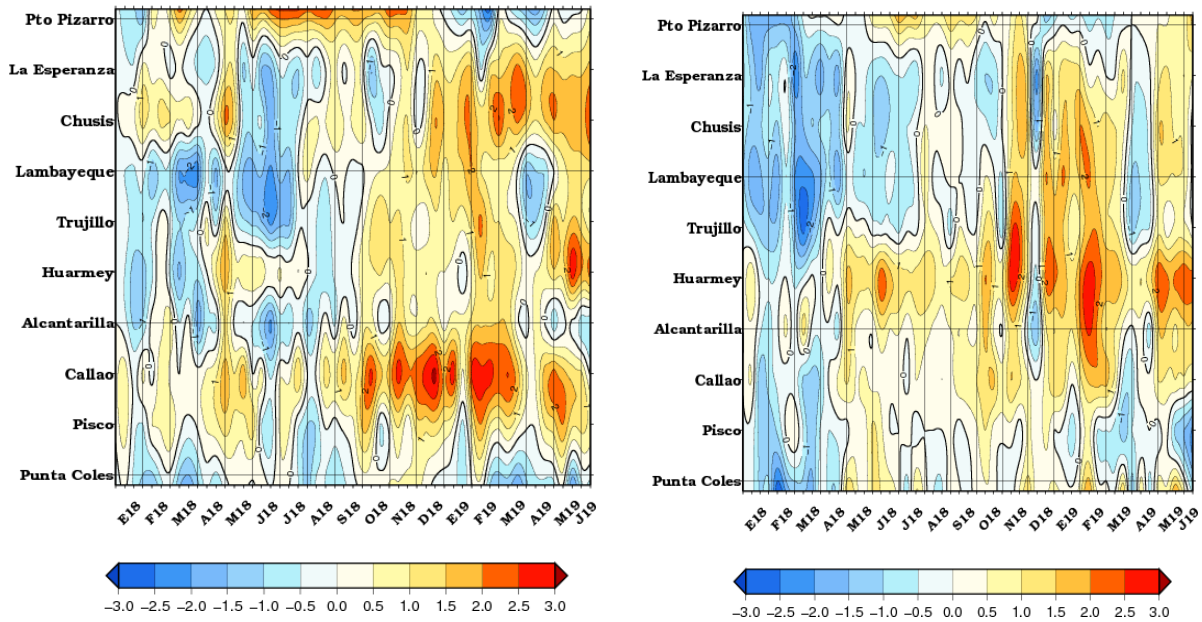 Pto Pizarro
La Esperanza
Chusis
Lambayeque
Trujillo
Huarmey
Alcantarilla
Callao
Pisco
Punta Coles
E18 F18 M18 A18 M18 J18 J18 A18 S18 O18 N18 D18 E19 F19 M19 A19 M19 J19
−3.0 −2.5 −2.0 −1.5 −1.0 −0.5 0.0 0.5 1.0 1.5 2.0 2.5 3.0
Pto Pizarro
La Esperanza
Chusis
Lambayeque
Trujillo
Huarmey
Alcantarilla
Callao
Pisco
Punta Coles
E18 F18 M18 A18 M18 J18 J18 A18 S18 O18 N18 D18 E19 F19 M19 A19 M19 J19
−3.0 −2.5 −2.0 −1.5 −1.0 −0.5 0.0 0.5 1.0 1.5 2.0 2.5 3.0